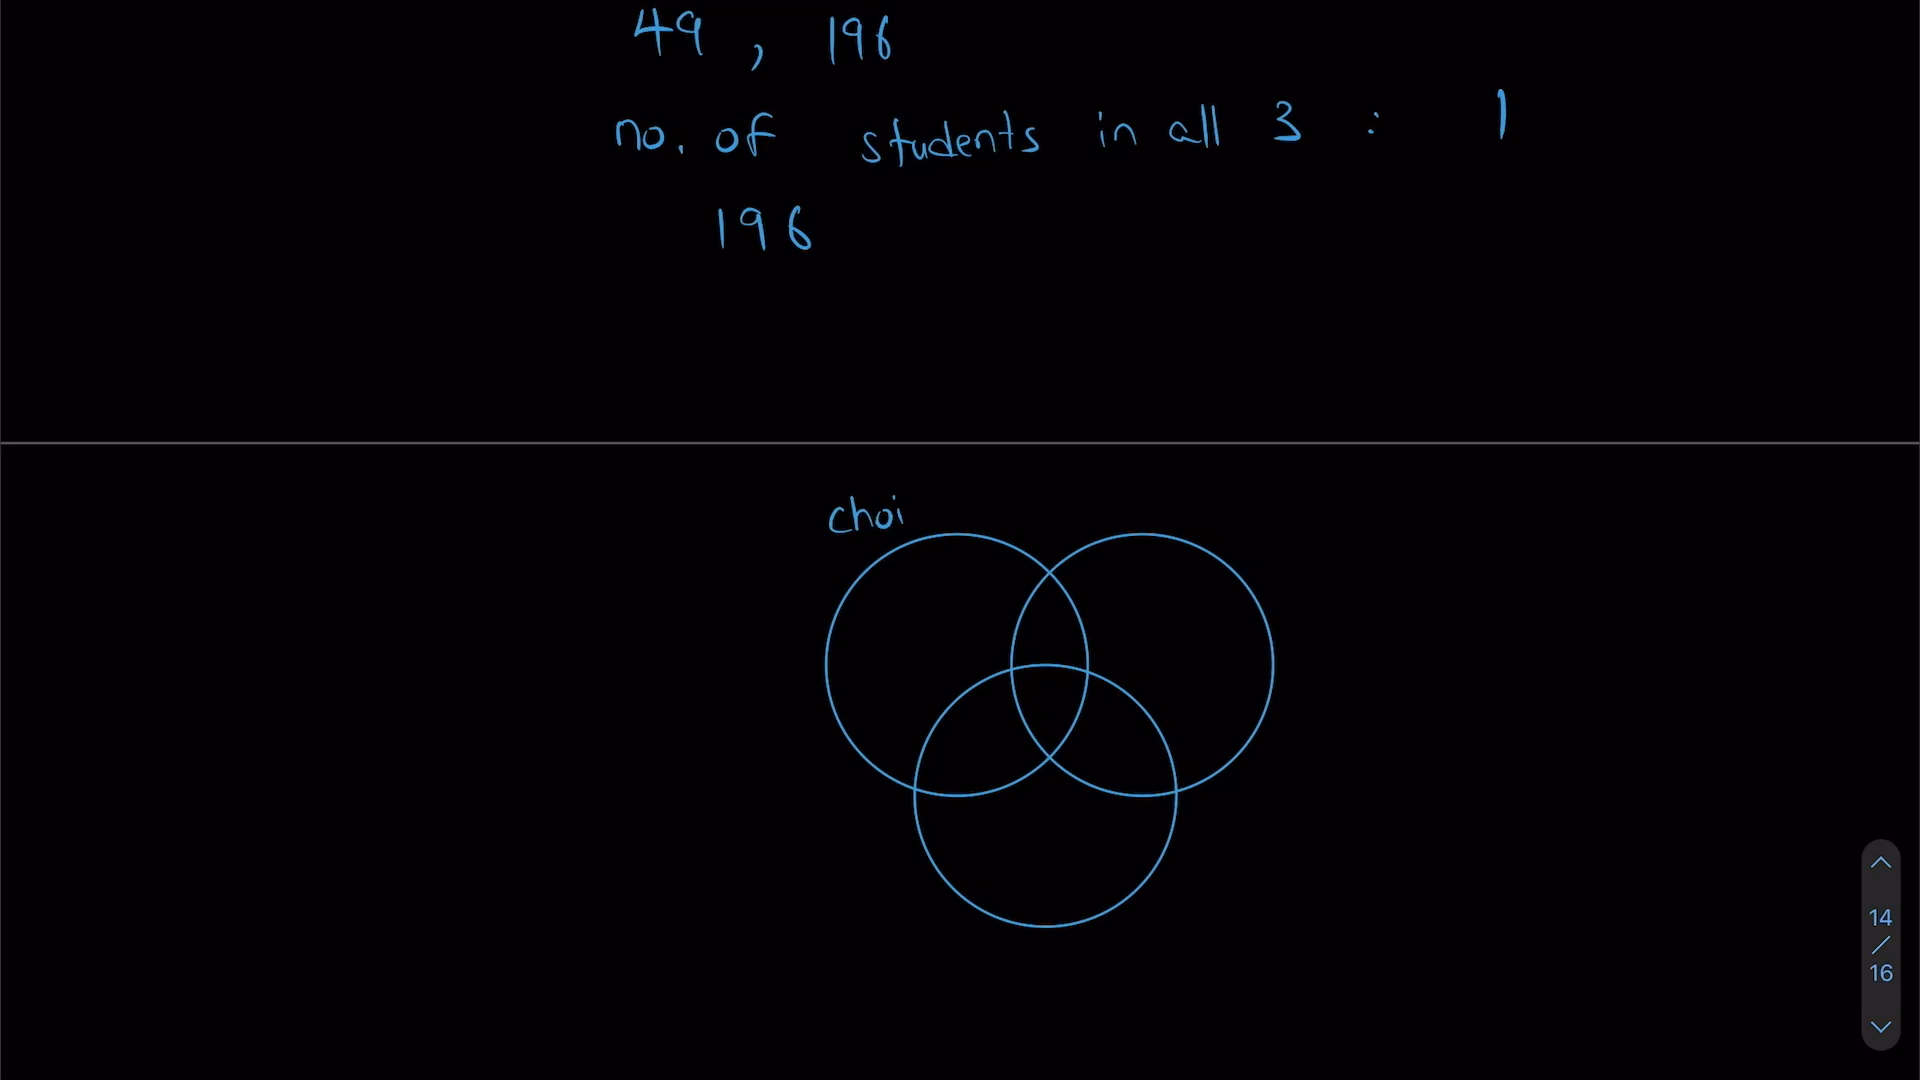 49 , 196
no. of students in all 3 : 1
196
choi
14
/
16